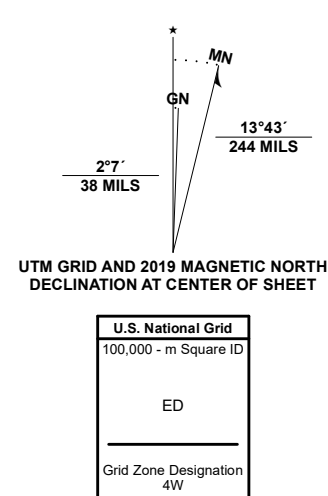 ★
MN
GN
13°43´
244 MILS
2°7´
38 MILS
UTM GRID AND 2019 MAGNETIC NORTH
DECLINATION AT CENTER OF SHEET
U.S. National Grid
100,000 - m Square ID
ED
Grid Zone Designation
4W